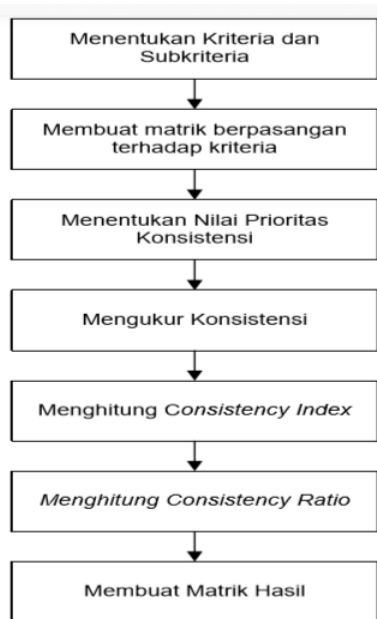 Menentukan Kriteria dan
Subkriteria
Membuat matrik berpasangan
terhadap kriteria
Menentukan Nilai Prioritas
Konsistensi
Mengukur Konsistensi
Menghitung Consistency Index
Menghitung Consistency Ratio
Membuat Matrik Hasil